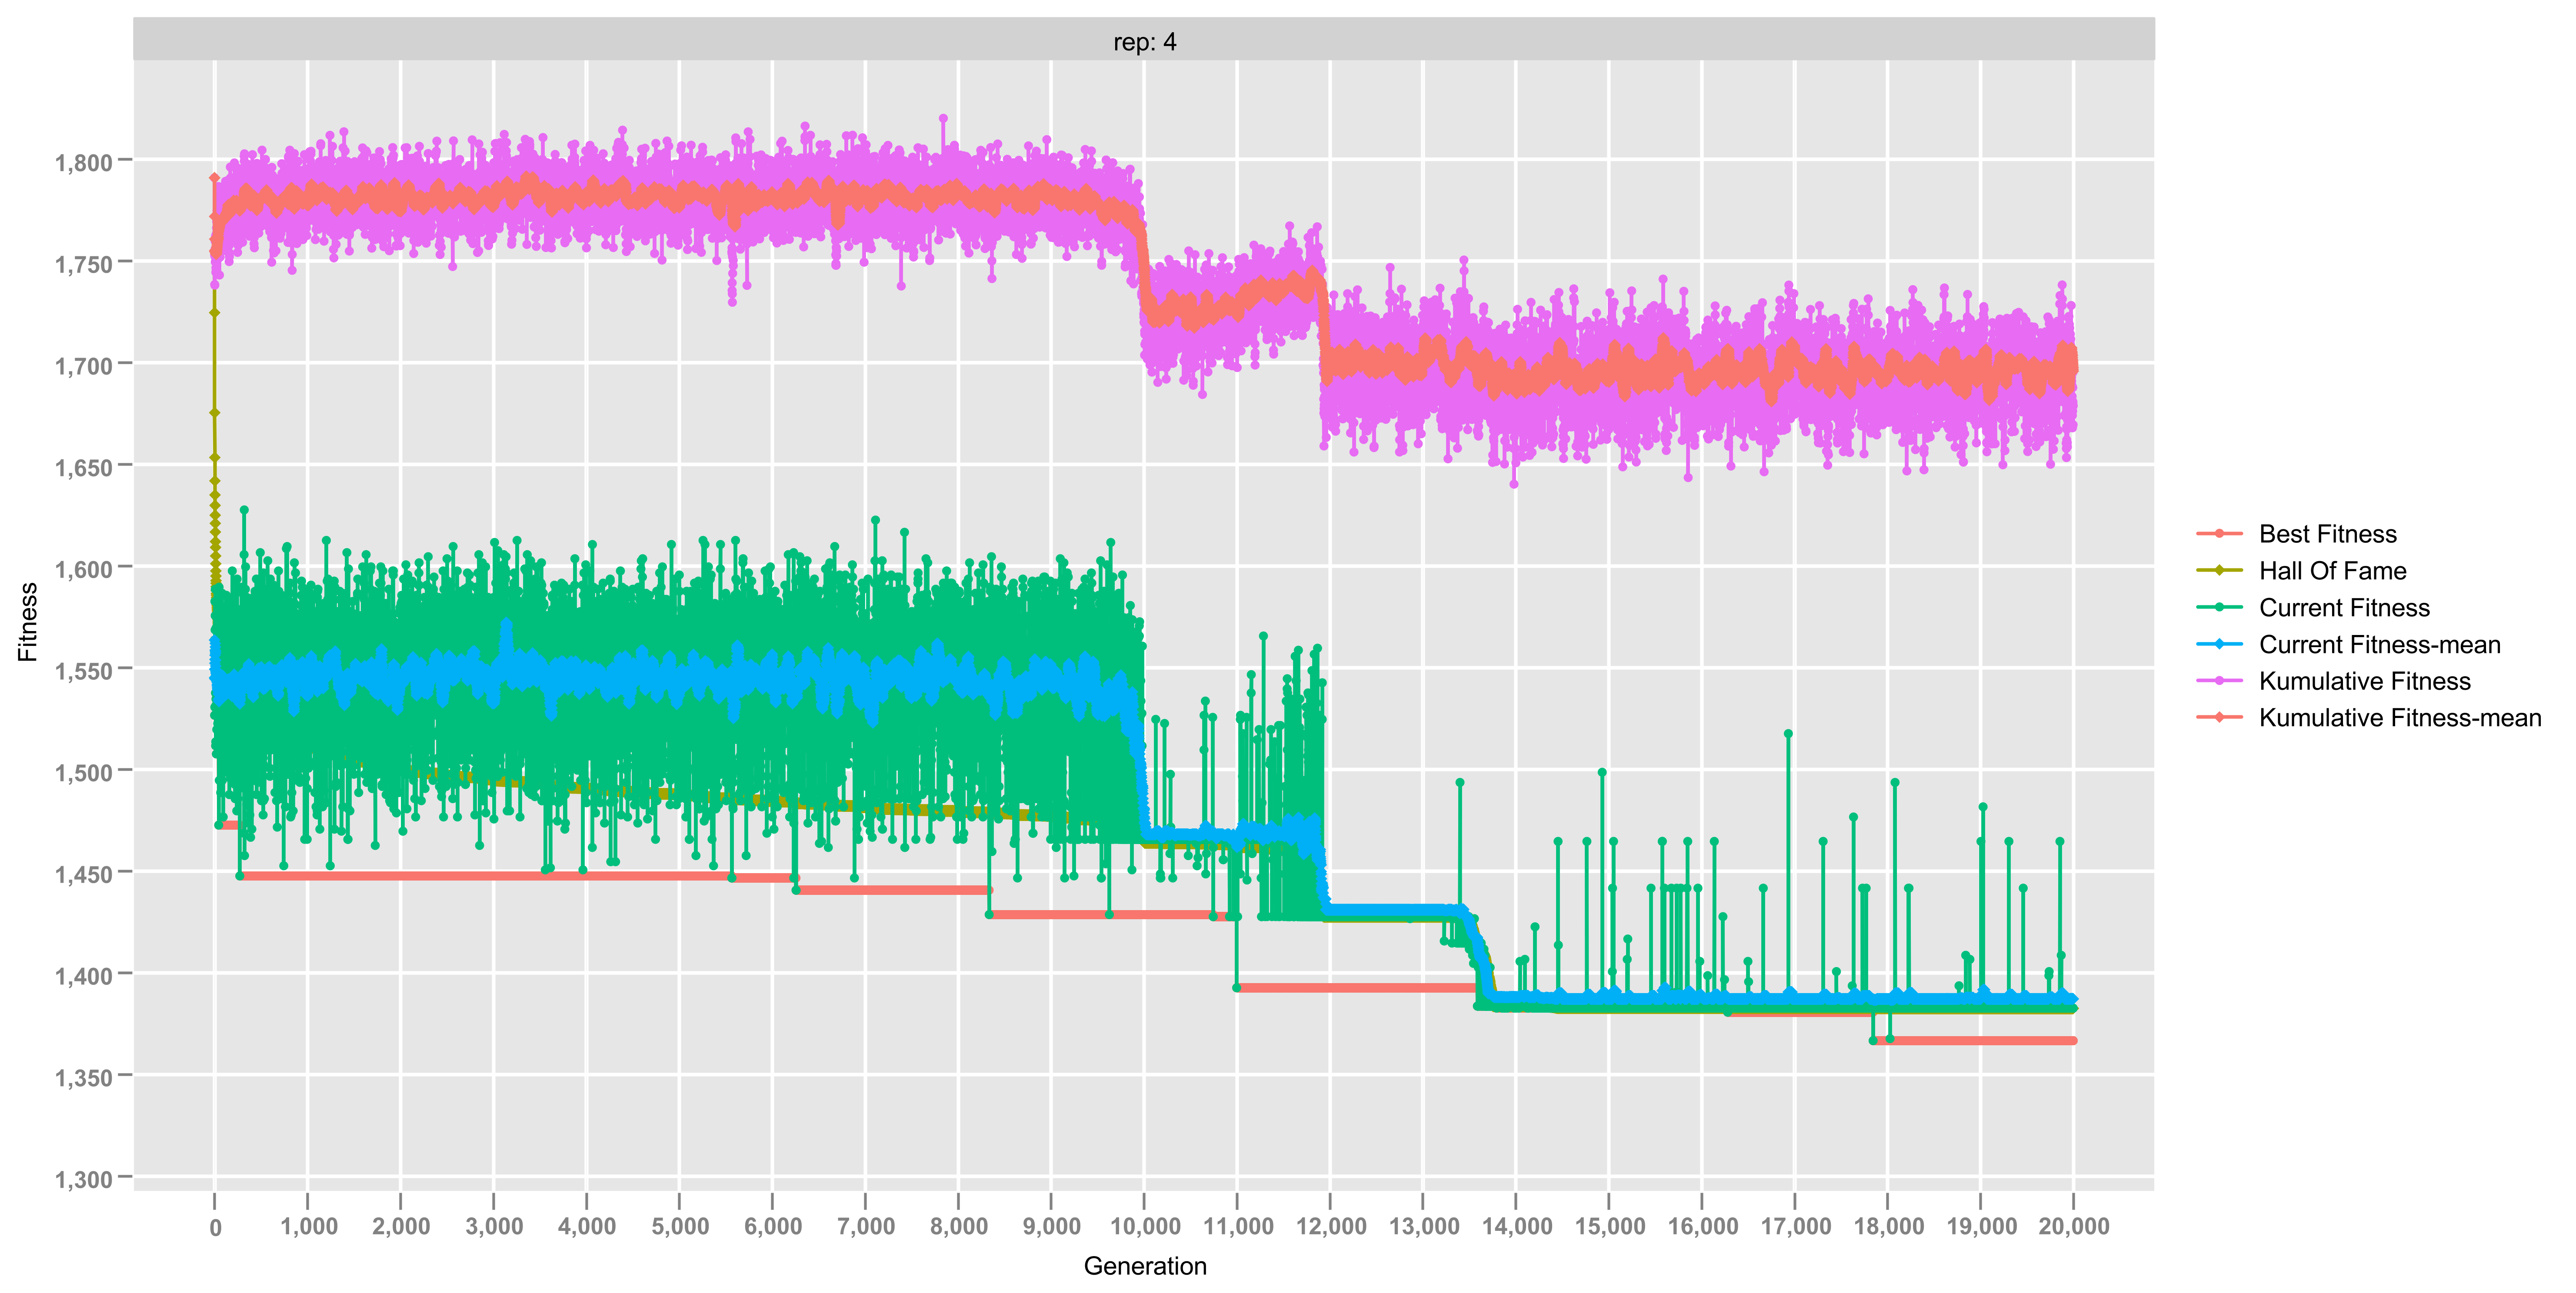 rep: 4
1,800
1,750
1,700
1,650
1,600
1,550
1,500
1,450
1,400
1,350
1,300
Fitness
0 1,000 2,000 3,000 4,000 5,000 6,000 7,000 8,000 9,000 10,000 11,000 12,000 13,000 14,000 15,000 16,000 17,000 18,000 19,000 20,000
Generation
Best Fitness
Hall Of Fame
Current Fitness
Current Fitness-mean
Kumulative Fitness
Kumulative Fitness-mean